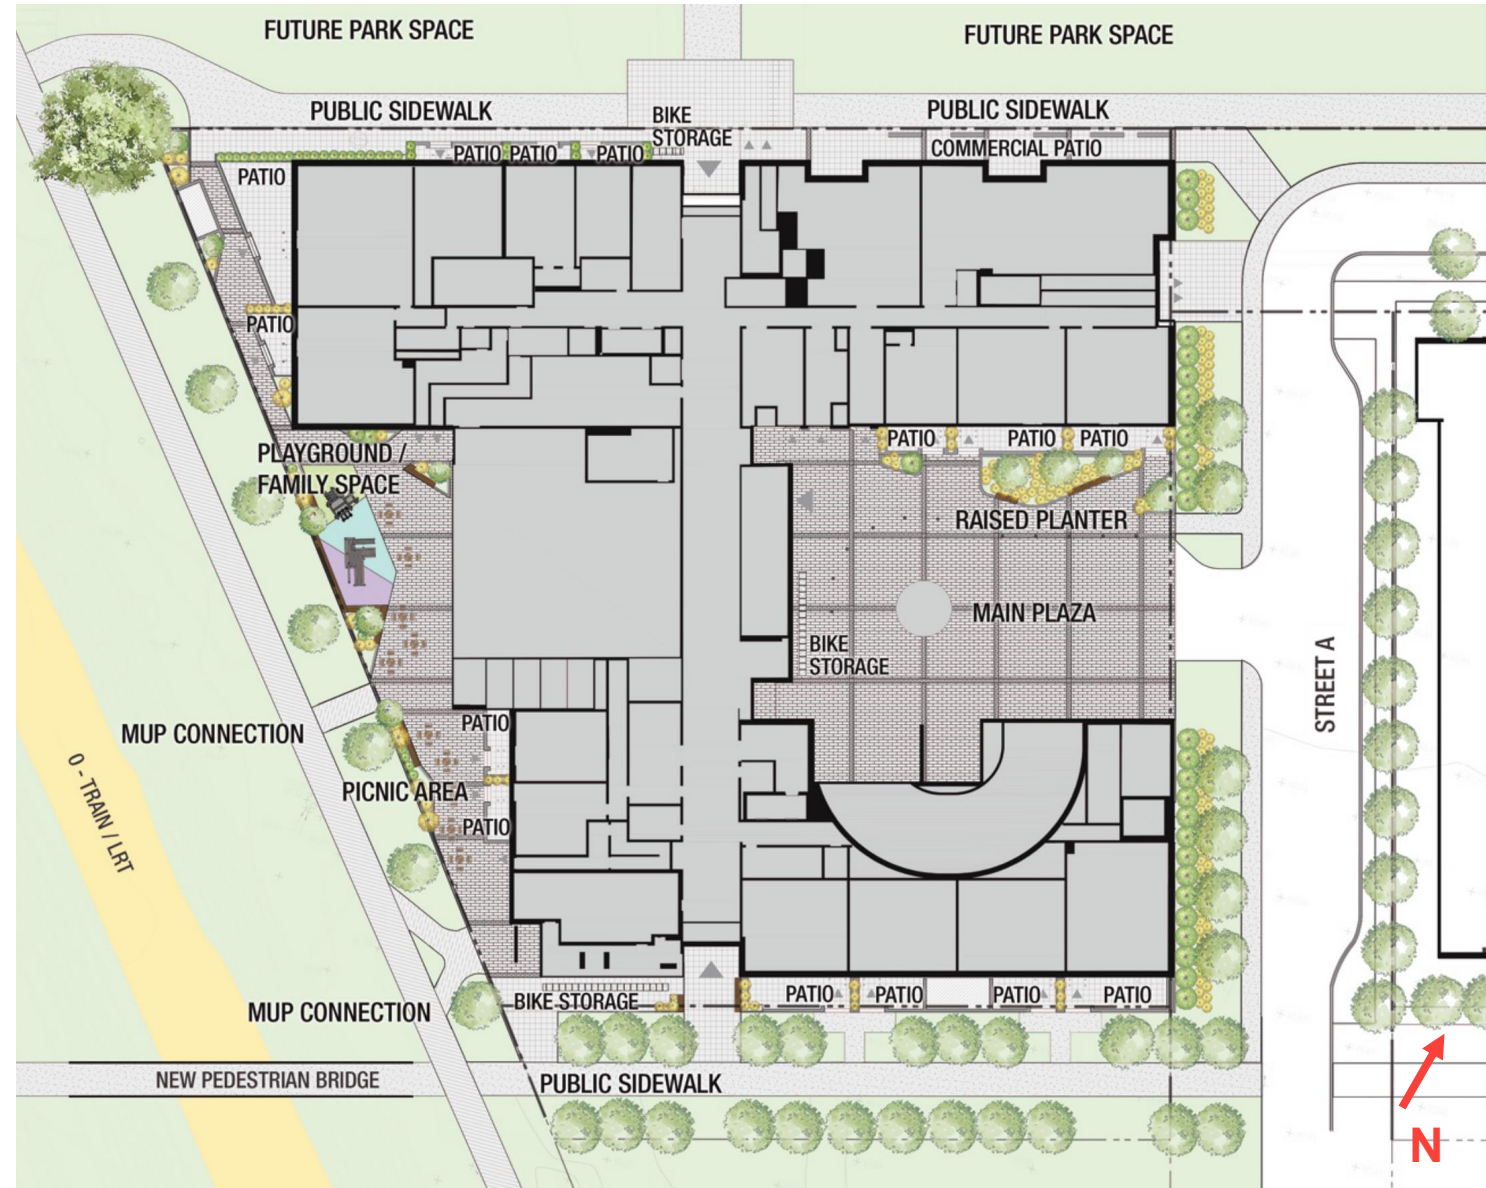 FUTURE PARK SPACE
FUTURE PARK SPACE
PUBLIC SIDEWALK
BIKE
STORAGE
PUBLIC SIDEWALK
PATIO
PATIO
PATIO
COMMERCIAL PATIO
PATIO
PATIO
PLAYGROUND /
FAMILY SPACE
PATIO
PATIO
PATIO
RAISED PLANTER
MAIN PLAZA
BIKE
STORAGE
STREET A
MUP CONNECTION
PATIO
O - TRAIN / LRT
PICNIC AREA
PATIO
MUP CONNECTION
BIKE STORAGE
PATIO
PATIO
PATIO
PATIO
NEW PEDESTRIAN BRIDGE
PUBLIC SIDEWALK
N